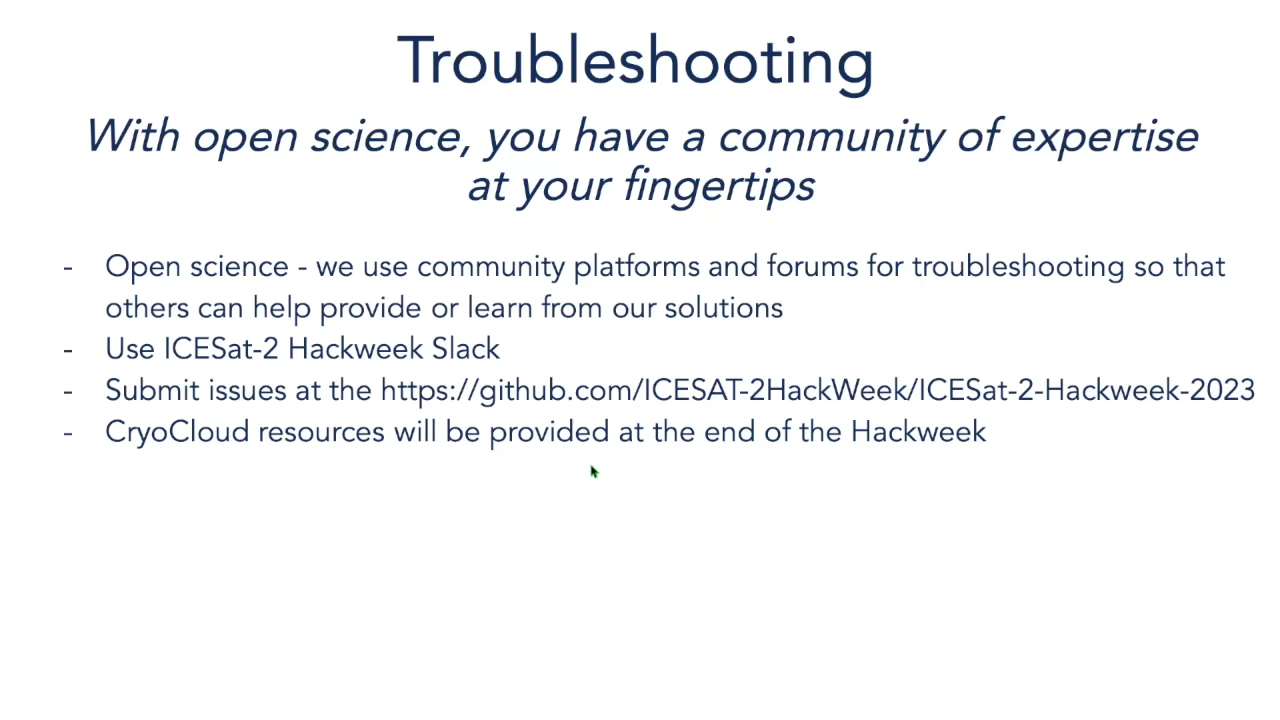 Troubleshooting
With open science, you have a community of expertise
at your fingertips
- Open science - we use community platforms and forums for troubleshooting so that
others can help provide or learn from our solutions
- Use ICESat-2 Hackweek Slack
- Submit issues at the https://github.com/ICESAT-2HackWeek/ICESat-2-Hackweek-2023
- CryoCloud resources will be provided at the end of the Hackweek